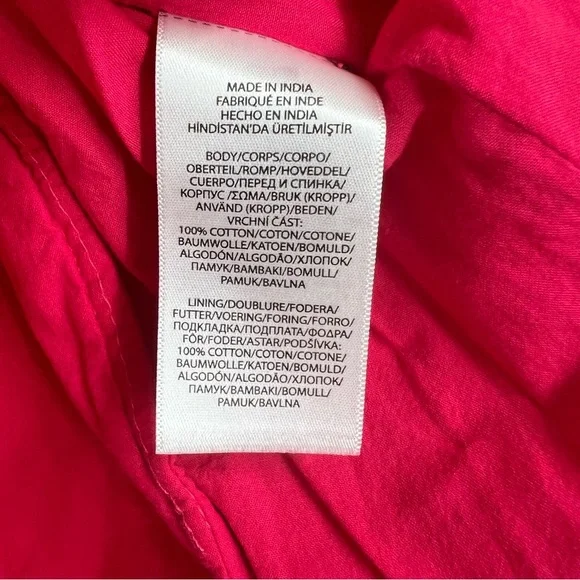 MADE IN INDIA
FABRIQUÉ EN INDE
HECHO EN INDIA
HİNDİSTAN'DA ÜRETİLMİŞTİR
BODY/CORPS/CORPO/
OBERTEIL/ROMP/HOVEDDEL/
CUERPO/ПЕРЕД И СПИНКА/
КОРПУС /ΣΩΜΑ/BRUK (KROPP)/
ANVÄND (KROPP)/BEDEN/
VRCHNÍ ČÁST:
100% COTTON/COTON/COTONE/
BAUMWOLLE/KATOEN/BOMULD/
ALGODÓN/ALGODÃO/ХЛОПОК/
ПАМУК/ΒΑΜΒΑΚΙ/BOMULL/
PAMUK/BAVLNA
LINING/DOUBLURE/FODERA/
FUTTER/VOERING/FORING/FORRO/
ПОДКЛАДКА/ПОДПЛАТА/ΦΟΔΡΑ/
FÔR/FODER/ASTAR/PODŠÍVKA:
100% COTTON/COTON/COTONE/
BAUMWOLLE/KATOEN/BOMULD/
ALGODÓN/ALGODÃO/ХЛОПОК/
ПАМУК/ΒΑΜΒΑΚΙ/BOMULL/
PAMUK/BAVLNA